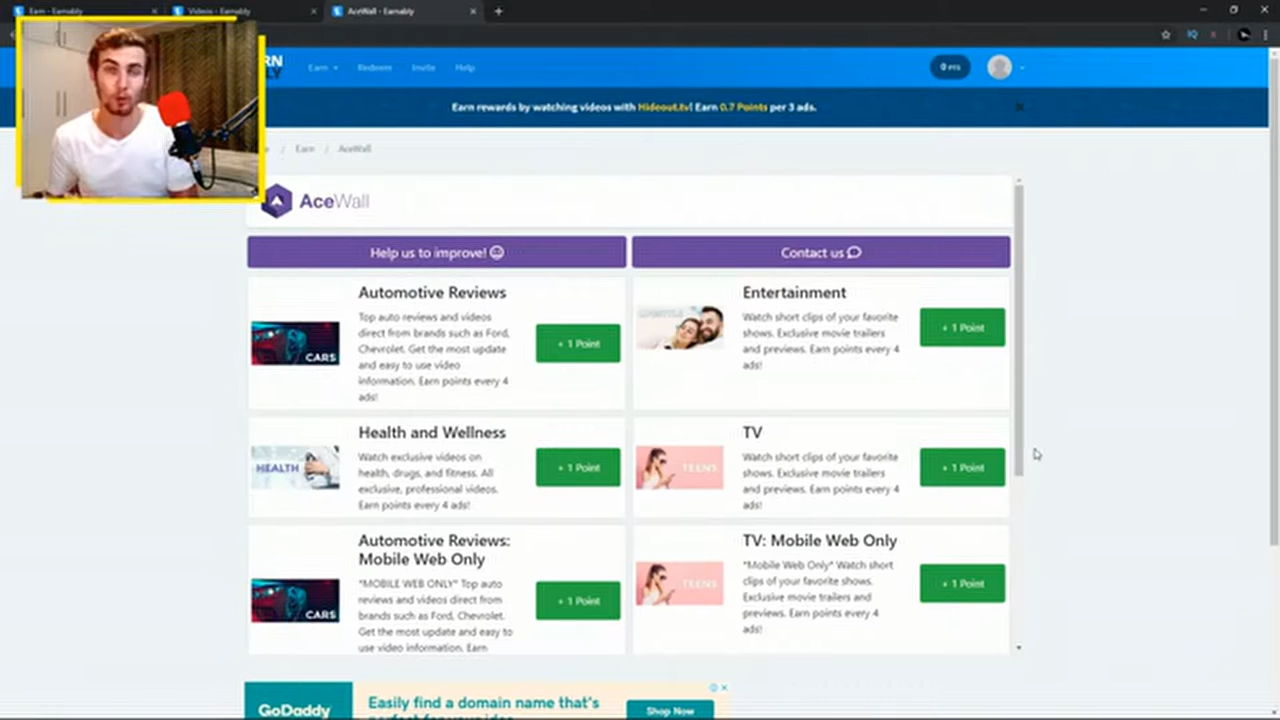 Earn - Earnably
Videos - Earnably
AceWall - Earnably
Earn
Redeem
Invite
Help
0 PTS
Earn rewards by watching videos with Hideout.tv! Earn 0.7 Points per 3 ads.
/ Earn / AceWall
AceWall
Help us to improve!
Contact us
CARS
Automotive Reviews
Top auto reviews and videos
direct from brands such as Ford,
Chevrolet. Get the most update
and easy to use video
information. Earn points every 4
ads!
+ 1 Point
Entertainment
Watch short clips of your favorite
shows. Exclusive movie trailers
and previews. Earn points every 4
ads!
+ 1 Point
HEALTH
Health and Wellness
Watch exclusive videos on
health, drugs, and fitness. All
exclusive, professional videos.
Earn points every 4 ads!
+ 1 Point
TEENS
TV
Watch short clips of your favorite
shows. Exclusive movie trailers
and previews. Earn points every 4
ads!
+ 1 Point
CARS
Automotive Reviews:
Mobile Web Only
*MOBILE WEB ONLY* Top auto
reviews and videos direct from
brands such as Ford, Chevrolet.
Get the most update and easy to
use video information. Earn
+ 1 Point
TEENS
TV: Mobile Web Only
*Mobile Web Only* Watch short
clips of your favorite shows.
Exclusive movie trailers and
previews. Earn points every 4
ads!
+ 1 Point
GoDaddy
Easily find a domain name that's
Shop Now